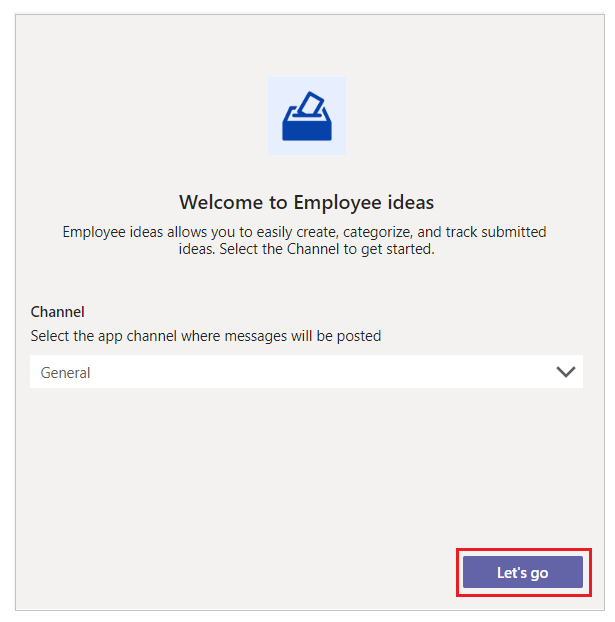 Welcome to Employee ideas
Employee ideas allows you to easily create, categorize, and track submitted
ideas. Select the Channel to get started.
Channel
Select the app channel where messages will be posted
General
Let's go